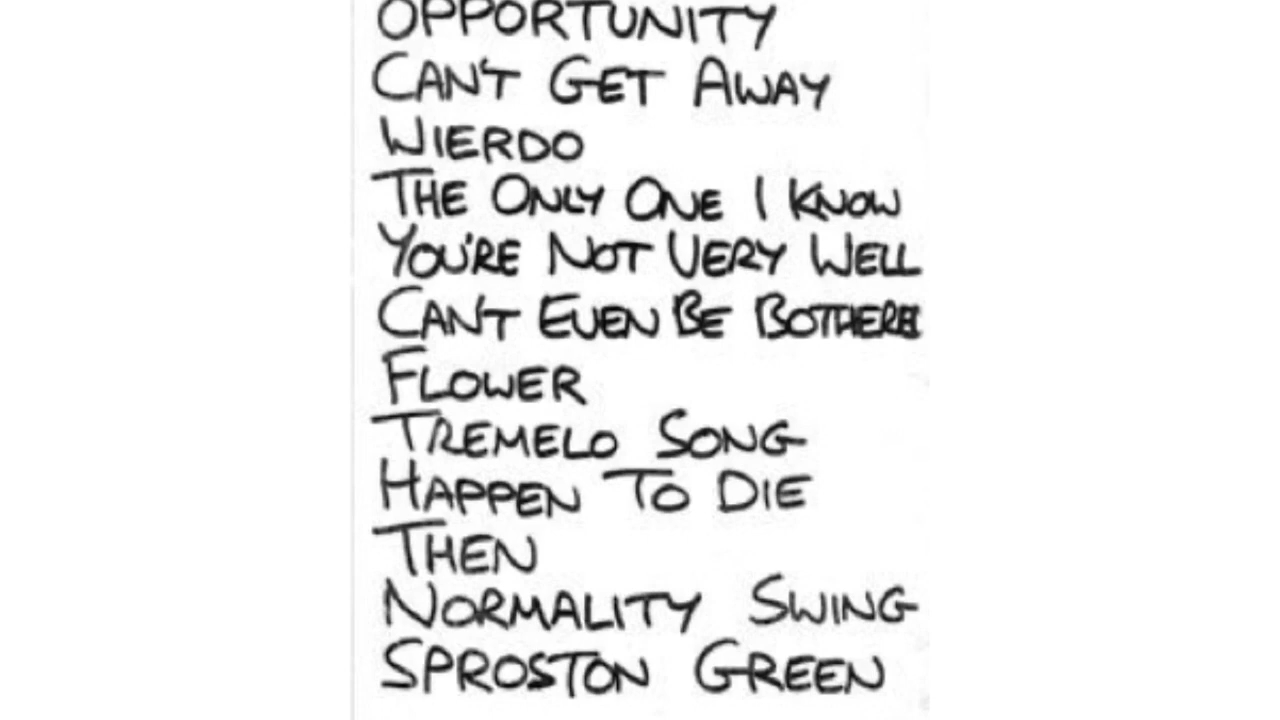 OPPORTUNITY
CAN'T GET AWAY
WIERDO
THE ONLY ONE I KNOW
YOU'RE NOT VERY WELL
CAN'T EVEN BE BOTHERED
FLOWER
TREMELO SONG
HAPPEN TO DIE
THEN
NORMALITY SWING
SPROSTON GREEN